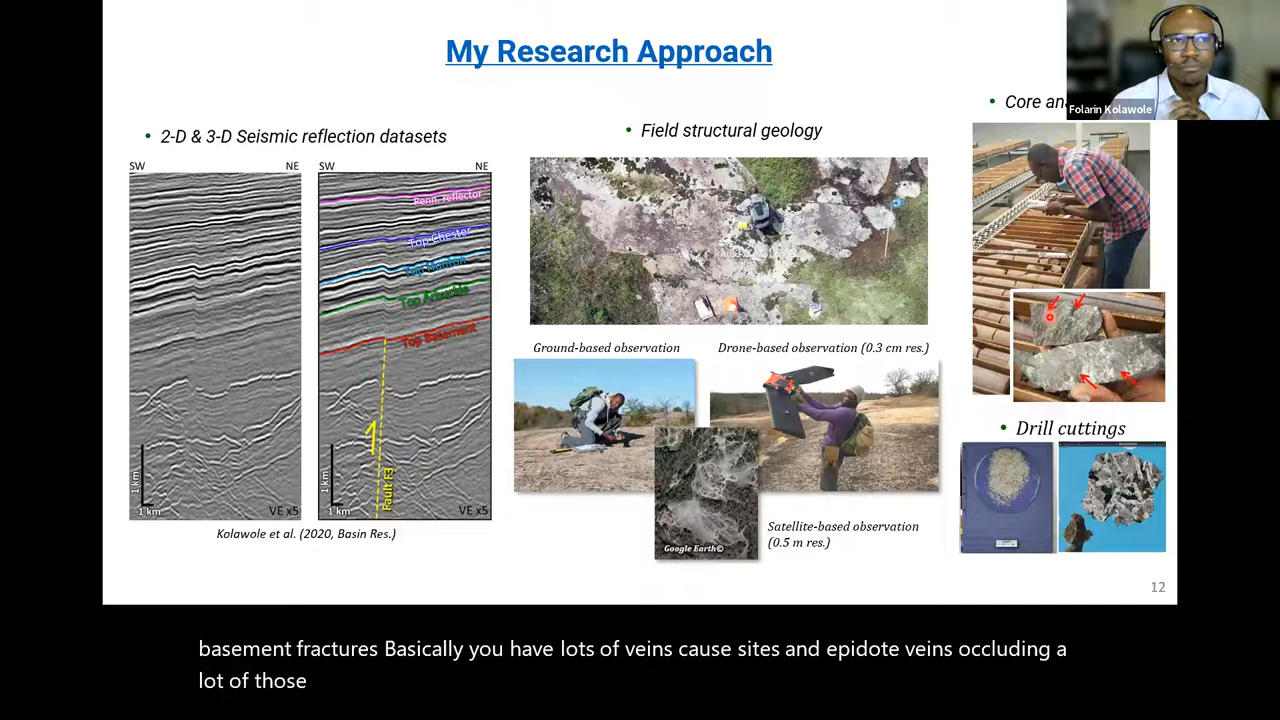 My Research Approach
• Core an
Folarin Kolawole
• 2-D & 3-D Seismic reflection datasets
• Field structural geology
SW NE SW NE
Penn. reflector
Top Chester
Top Hunton
Top Arbuckle
Top Basement
1
Fault F3
1 km
1 km
VE x5
1 km
1 km
VE x5
Kolawole et al. (2020, Basin Res.)
Ground-based observation
Drone-based observation (0.3 cm res.)
Google Earth©
Satellite-based observation
(0.5 m res.)
• Drill cuttings
12
basement fractures Basically you have lots of veins cause sites and epidote veins occluding a
lot of those